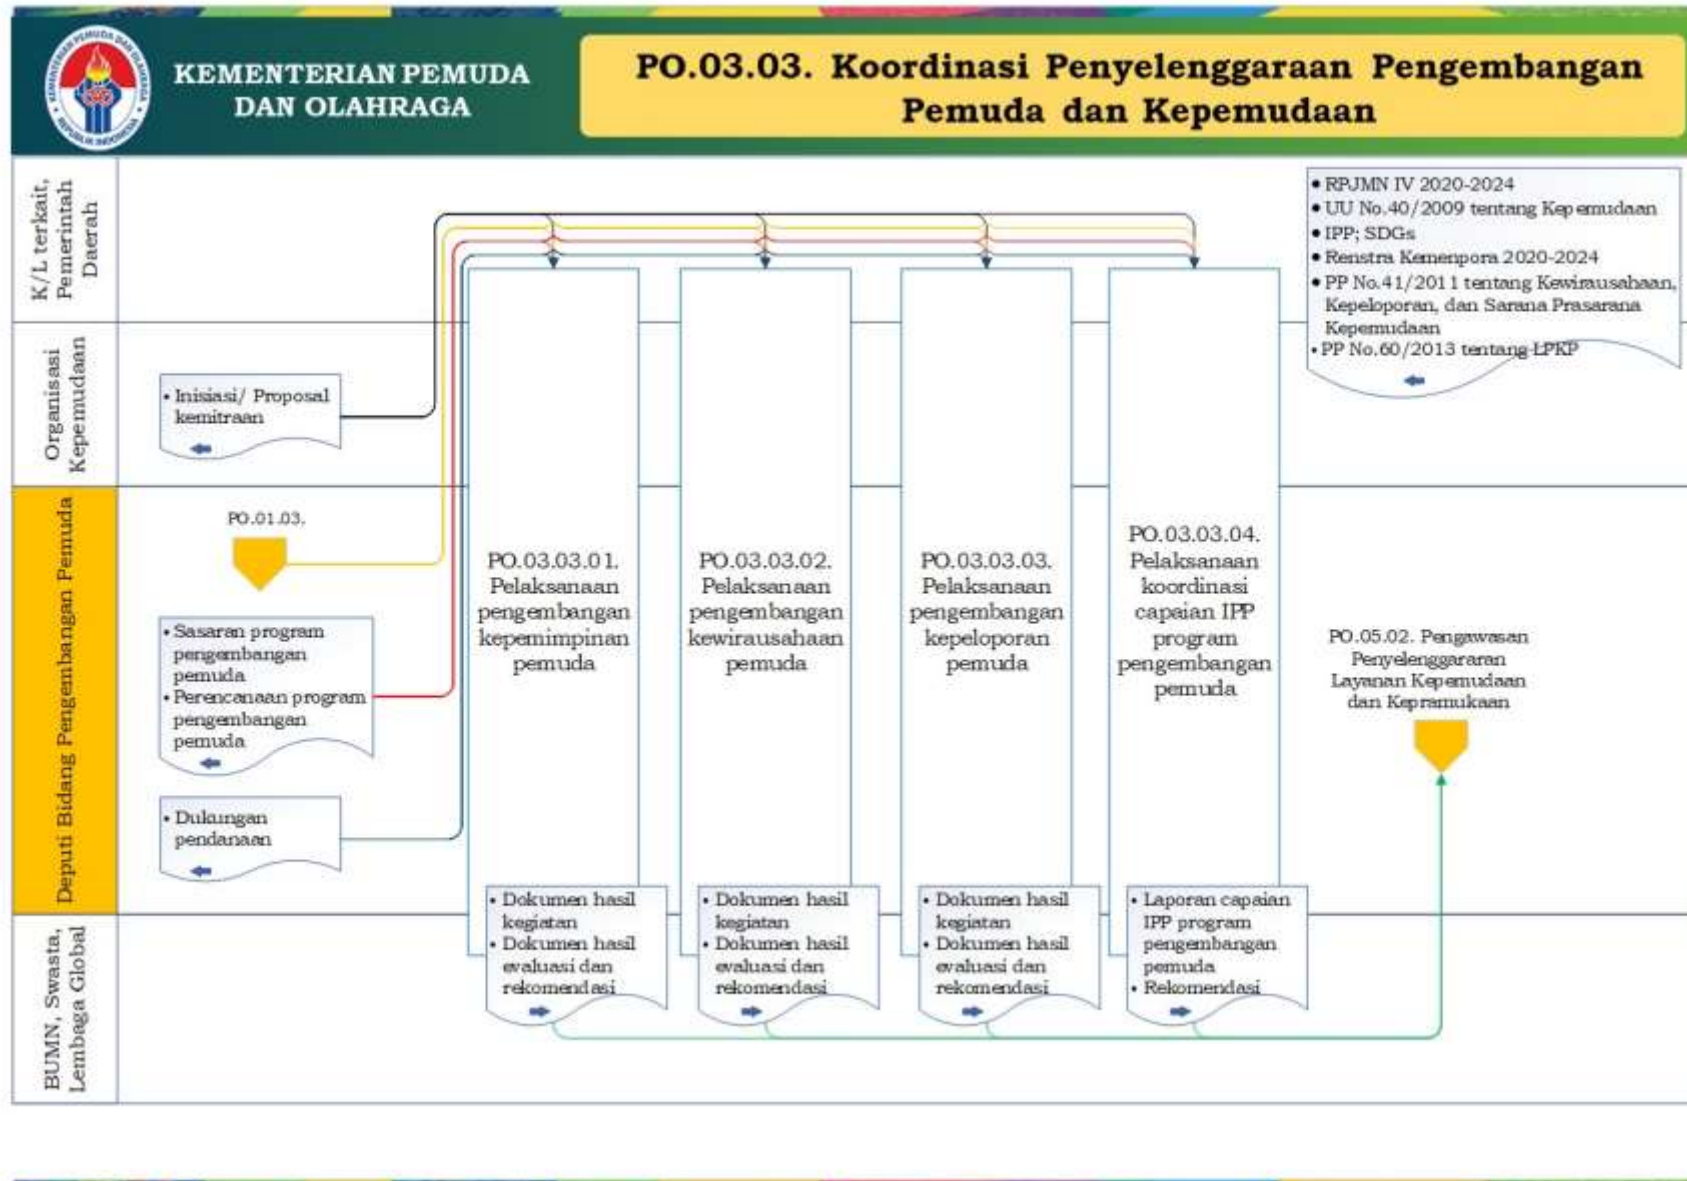 KEMENTERIAN PEMUDA DAN OLAHRAGA
REPUBLIK INDONESIA
KEMENTERIAN PEMUDA
DAN OLAHRAGA
PO.03.03. Koordinasi Penyelenggaraan Pengembangan
Pemuda dan Kepemudaan
K/L terkait,
Pemerintah
Daerah
• RPJMN IV 2020-2024
• UU No.40/2009 tentang Kepemudaan
• IPP; SDGs
• Renstra Kemenpora 2020-2024
• PP No.41/2011 tentang Kewirausahaan,
Kepeloporan, dan Sarana Prasarana
Kepemudaan
• PP No.60/2013 tentang LPKP
Organisasi
Kepemudaan
• Inisiasi/ Proposal
kemitraan
Deputi Bidang Pengembangan Pemuda
PO.01.03.
• Sasaran program
pengembangan
pemuda
• Perencanaan program
pengembangan
pemuda
• Dukungan
pendanaan
PO.03.03.01.
Pelaksanaan
pengembangan
kepemimpinan
pemuda
PO.03.03.02.
Pelaksanaan
pengembangan
kewirausahaan
pemuda
PO.03.03.03.
Pelaksanaan
pengembangan
kepeloporan
pemuda
PO.03.03.04.
Pelaksanaan
koordinasi
capaian IPP
program
pengembangan
pemuda
PO.05.02. Pengawasan
Penyelenggararan
Layanan Kepemudaan
dan Kepramukaan
BUMN, Swasta,
Lembaga Global
• Dokumen hasil
kegiatan
• Dokumen hasil
evaluasi dan
rekomendasi
• Dokumen hasil
kegiatan
• Dokumen hasil
evaluasi dan
rekomendasi
• Dokumen hasil
kegiatan
• Dokumen hasil
evaluasi dan
rekomendasi
• Laporan capaian
IPP program
pengembangan
pemuda
• Rekomendasi